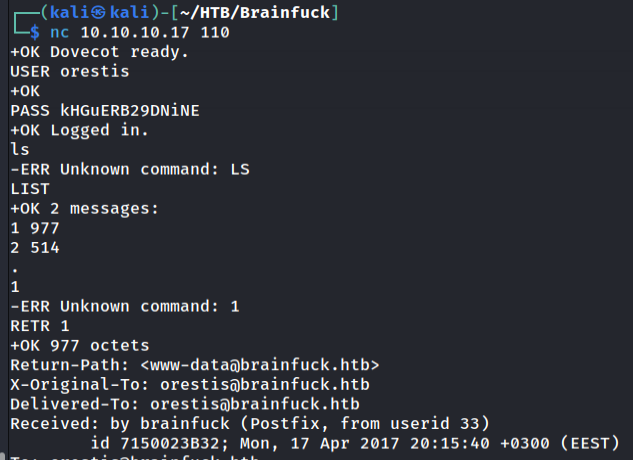 (kali㉿kali)-[~/HTB/Brainfuck]
$ nc 10.10.10.17 110
+OK Dovecot ready.
USER orestis
+OK
PASS kHGuERB29DNiNE
+OK Logged in.
ls
-ERR Unknown command: LS
LIST
+OK 2 messages:
1 977
2 514
.
1
-ERR Unknown command: 1
RETR 1
+OK 977 octets
Return-Path: <www-data@brainfuck.htb>
X-Original-To: orestis@brainfuck.htb
Delivered-To: orestis@brainfuck.htb
Received: by brainfuck (Postfix, from userid 33)
id 7150023B32; Mon, 17 Apr 2017 20:15:40 +0300 (EEST)
To: orestis@brainfuck.htb